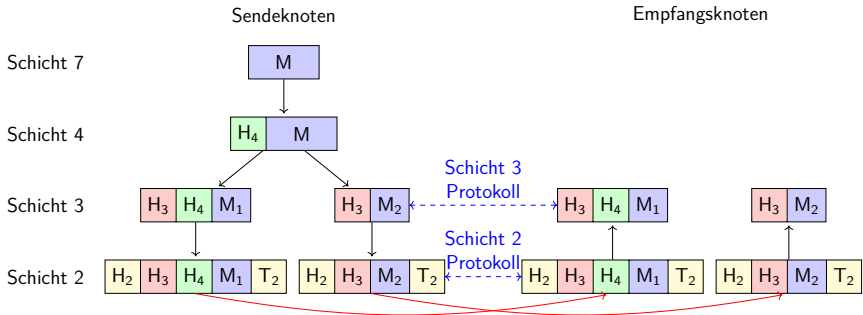 Sendeknoten Empfangsknoten
Schicht 7 M
Schicht 4 H₄ M
Schicht 3
Protokoll
Schicht 3 H₃ H₄ M₁ H₃ M₂ H₃ H₄ M₁ H₃ M₂
Schicht 2
Protokoll
Schicht 2 H₂ H₃ H₄ M₁ T₂ H₂ H₃ M₂ T₂ H₂ H₃ H₄ M₁ T₂ H₂ H₃ M₂ T₂